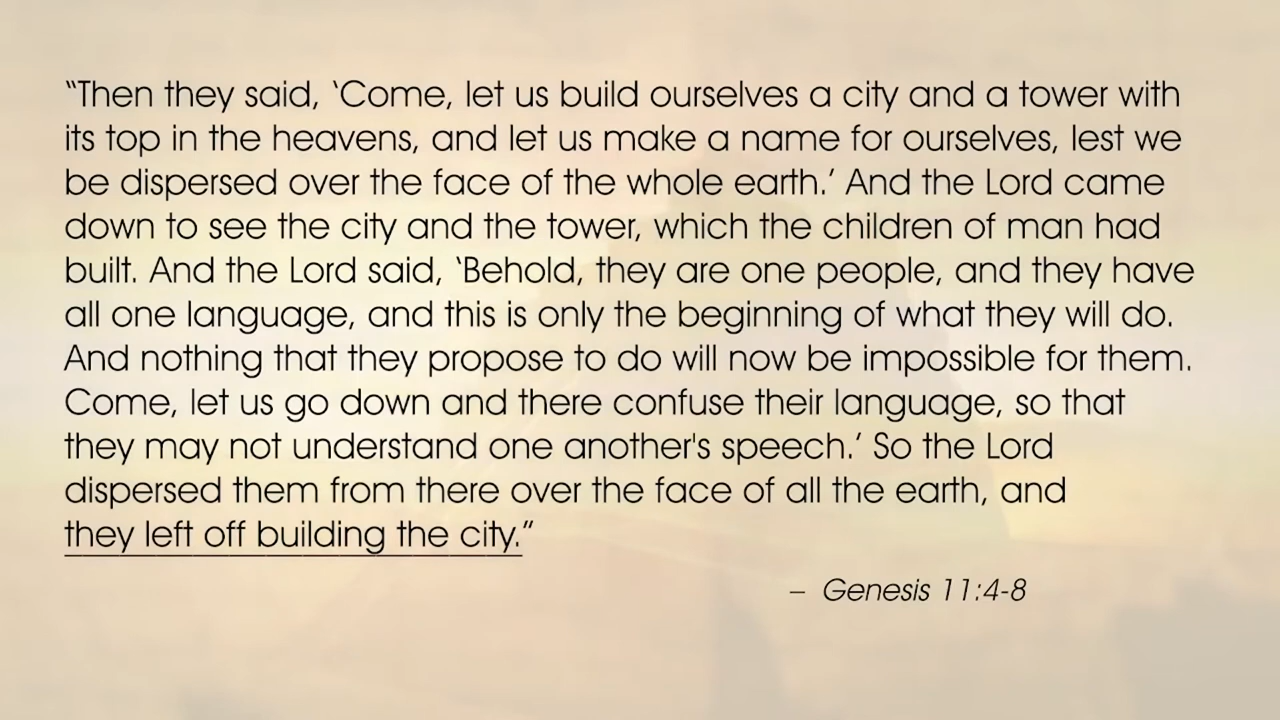 “Then they said, ‘Come, let us build ourselves a city and a tower with
its top in the heavens, and let us make a name for ourselves, lest we
be dispersed over the face of the whole earth.’ And the Lord came
down to see the city and the tower, which the children of man had
built. And the Lord said, ‘Behold, they are one people, and they have
all one language, and this is only the beginning of what they will do.
And nothing that they propose to do will now be impossible for them.
Come, let us go down and there confuse their language, so that
they may not understand one another's speech.’ So the Lord
dispersed them from there over the face of all the earth, and
they left off building the city.”
– Genesis 11:4-8